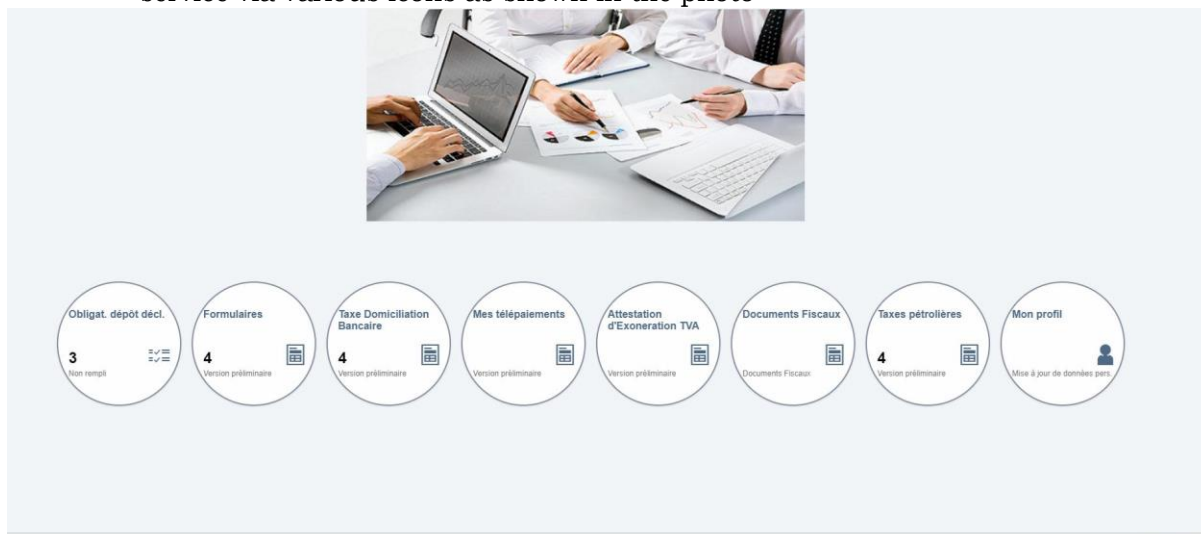 service via various icons as shown in the photo
Obligat. dépôt décl.
3
Non rempli
Formulaires
4
Version préliminaire
Taxe Domiciliation
Bancaire
4
Version préliminaire
Mes télépaiements
Version préliminaire
Attestation
d'Exoneration TVA
Version préliminaire
Documents Fiscaux
Documents Fiscaux
Taxes pétrolières
4
Version préliminaire
Mon profil
Mise à jour de données pers.